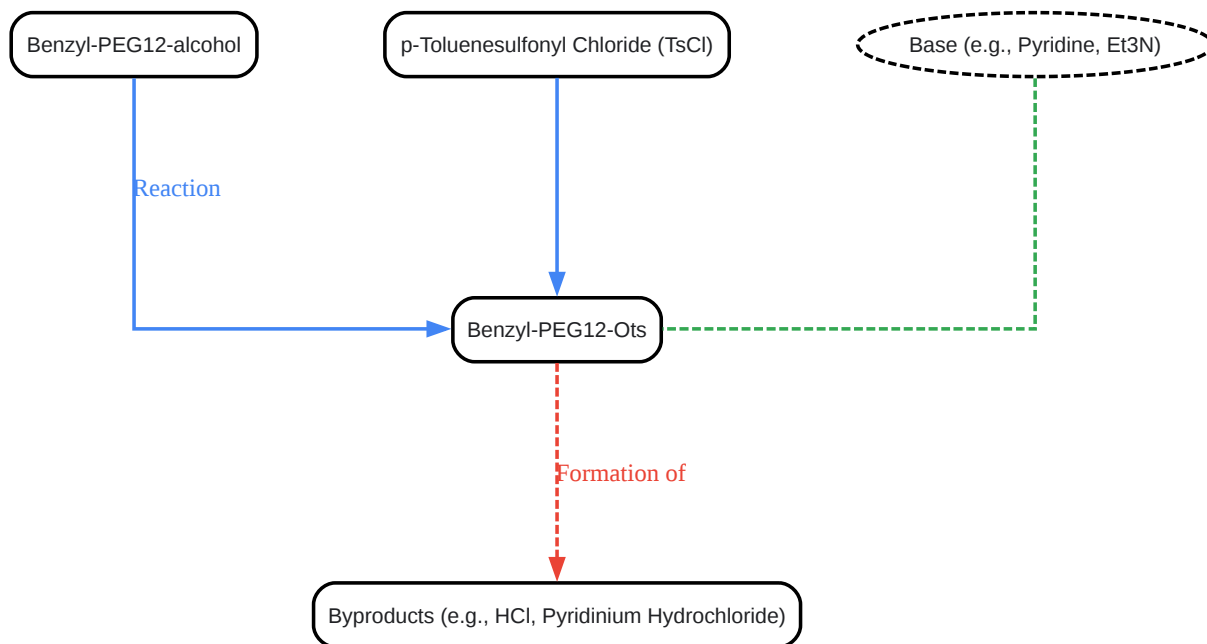 Benzyl-PEG12-alcohol
p-Toluenesulfonyl Chloride (TsCl)
Base (e.g., Pyridine, Et3N)
Reaction
Benzyl-PEG12-Ots
Formation of
Byproducts (e.g., HCl, Pyridinium Hydrochloride)